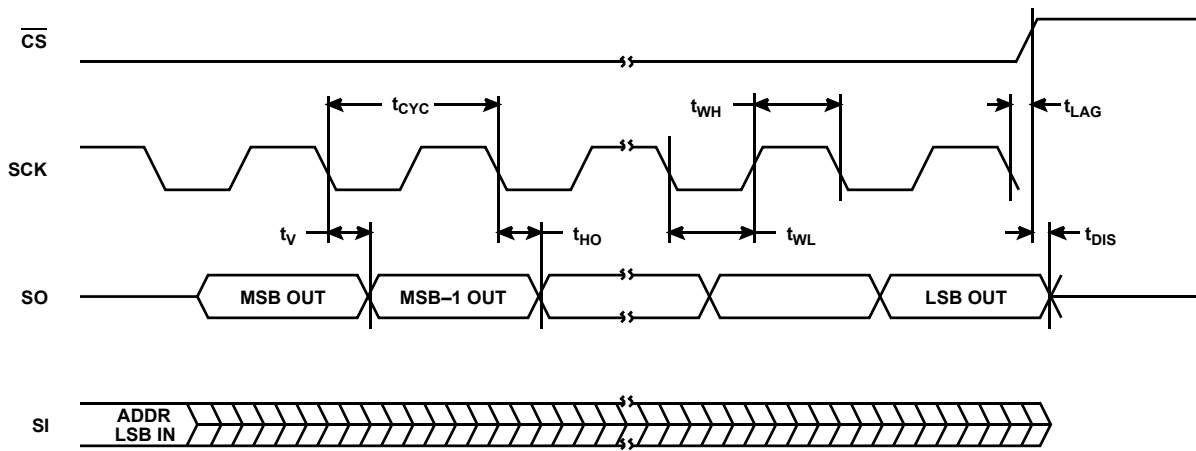 CS
tCYC
tWH
tLAG
SCK
tV
tHO
tWL
tDIS
SO
MSB OUT
MSB–1 OUT
LSB OUT
SI
ADDR
LSB IN